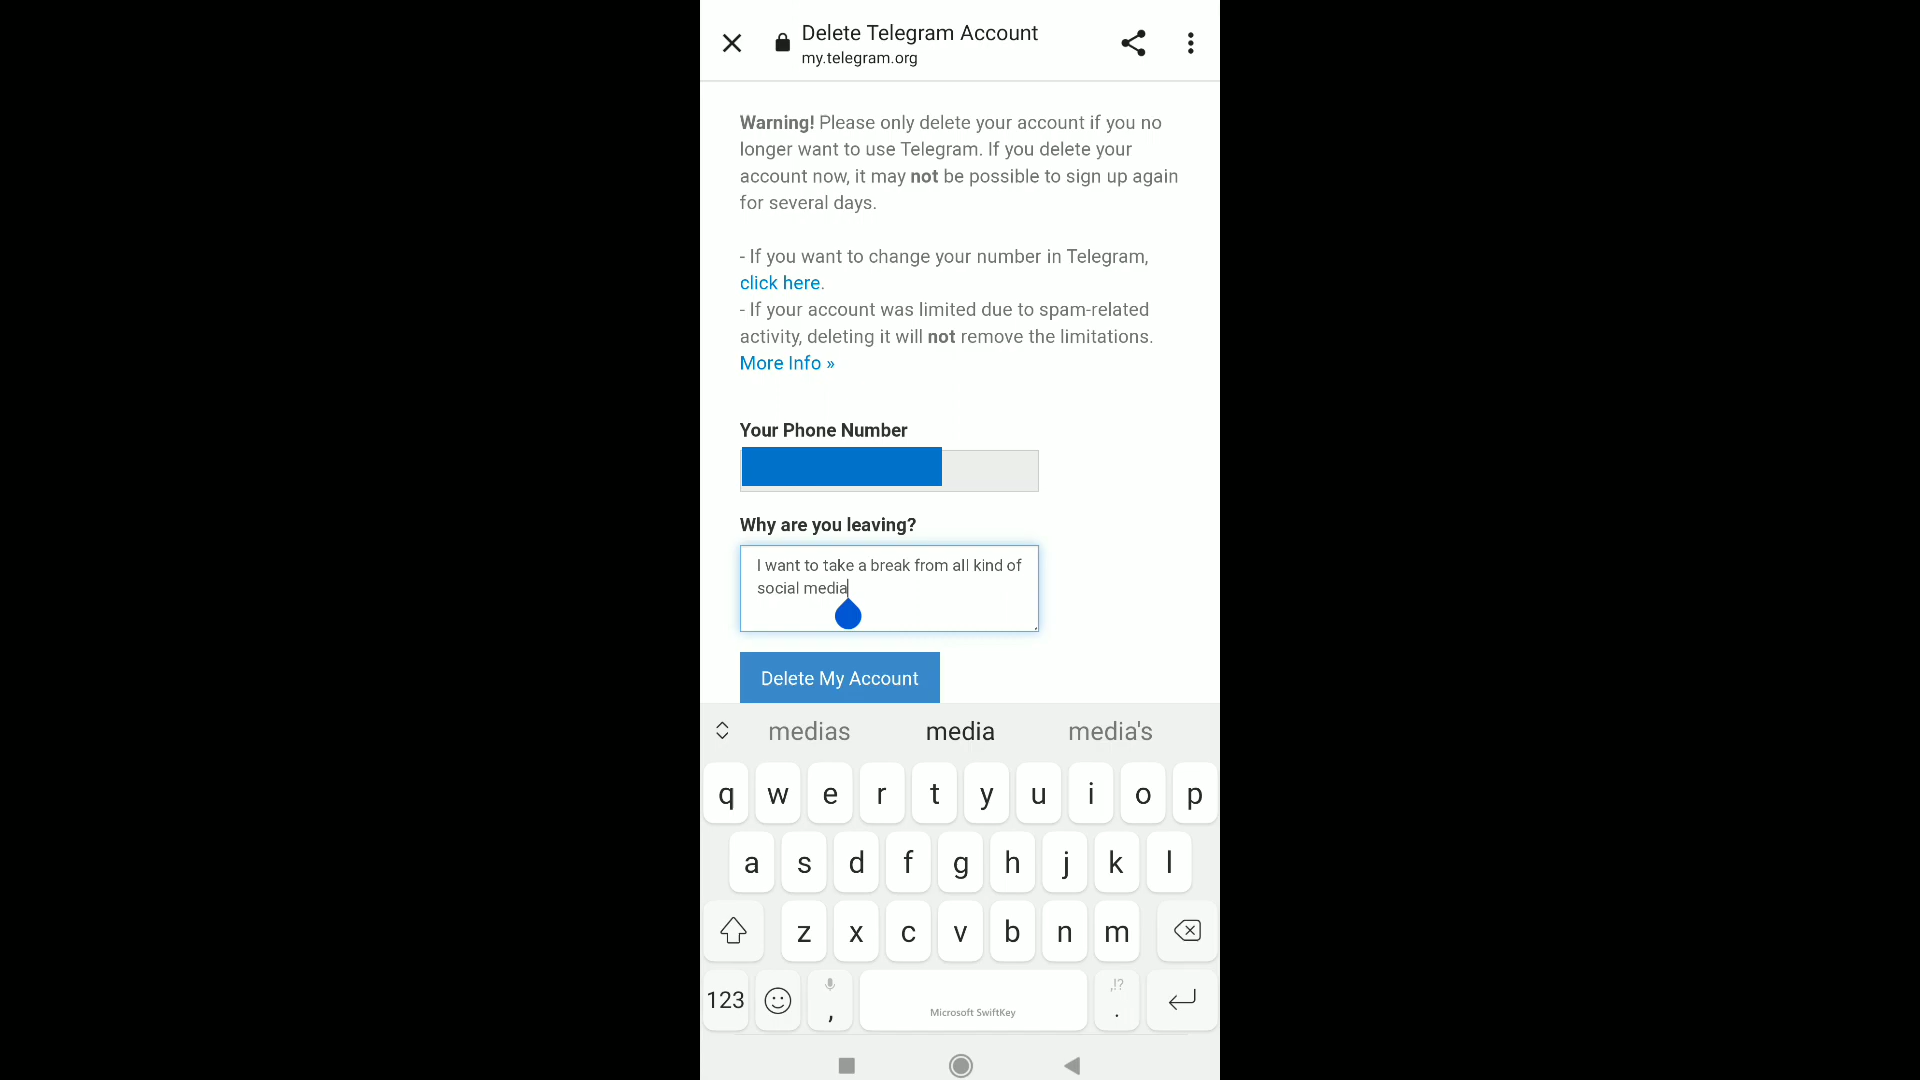 Delete Telegram Account
my.telegram.org
Warning! Please only delete your account if you no
longer want to use Telegram. If you delete your
account now, it may not be possible to sign up again
for several days.
- If you want to change your number in Telegram,
click here.
- If your account was limited due to spam-related
activity, deleting it will not remove the limitations.
More Info »
Your Phone Number
Why are you leaving?
I want to take a break from all kind of
social media
Delete My Account
medias media media's
q w e r t y u i o p
a s d f g h j k l
z x c v b n m
123 , Microsoft SwiftKey ,!? .